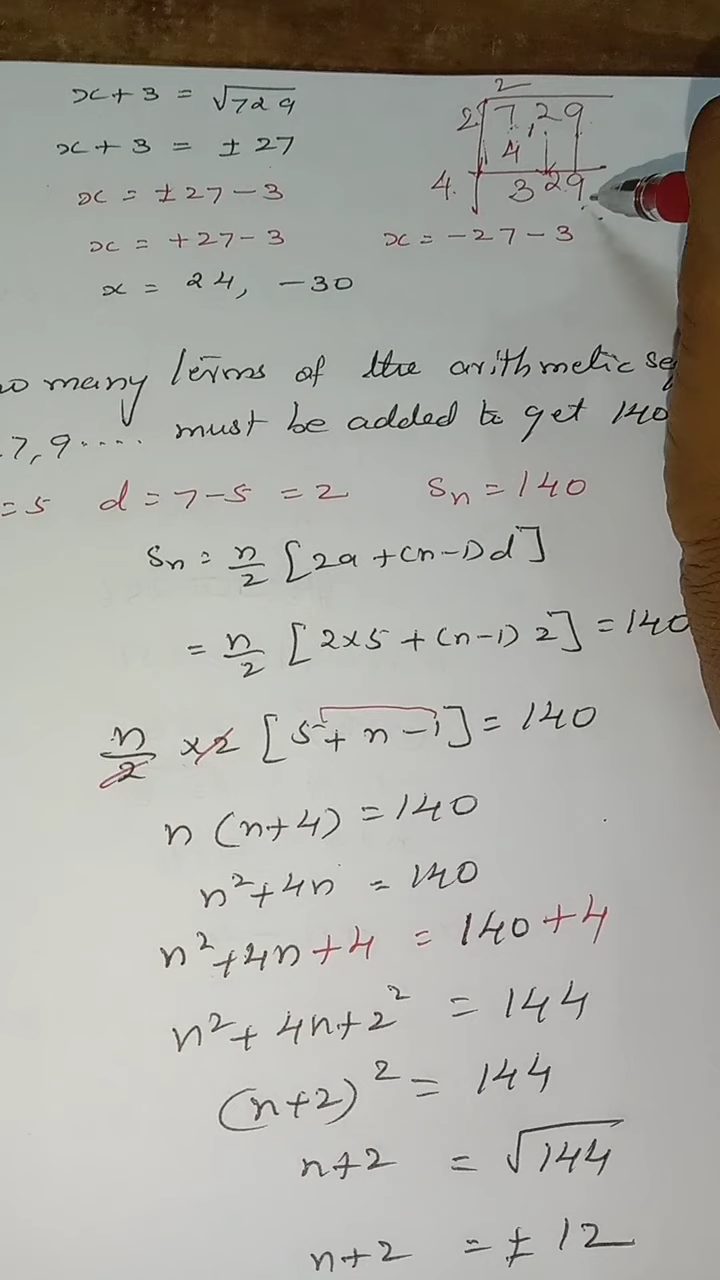 x + 3 = √729
x + 3 = ± 27
x = ±27 - 3
x = +27 - 3
x = 24, -30
2
2 7,29
4
4. 3 29
x = -27 - 3
many terms of the arithmetic
7, 9 .... must be added to get 140
= 5 d = 7-5 = 2 Sn = 140
Sn = n/2 [2a + (n-1) d]
= n/2 [2×5 + (n-1) 2] = 140
n/2 ×2 [5 + n - 1] = 140
n (n+4) = 140
n² + 4n = 140
n² + 4n + 4 = 140 + 4
n² + 4n + 2² = 144
(n+2)² = 144
n+2 = √144
n+2 = ± 12